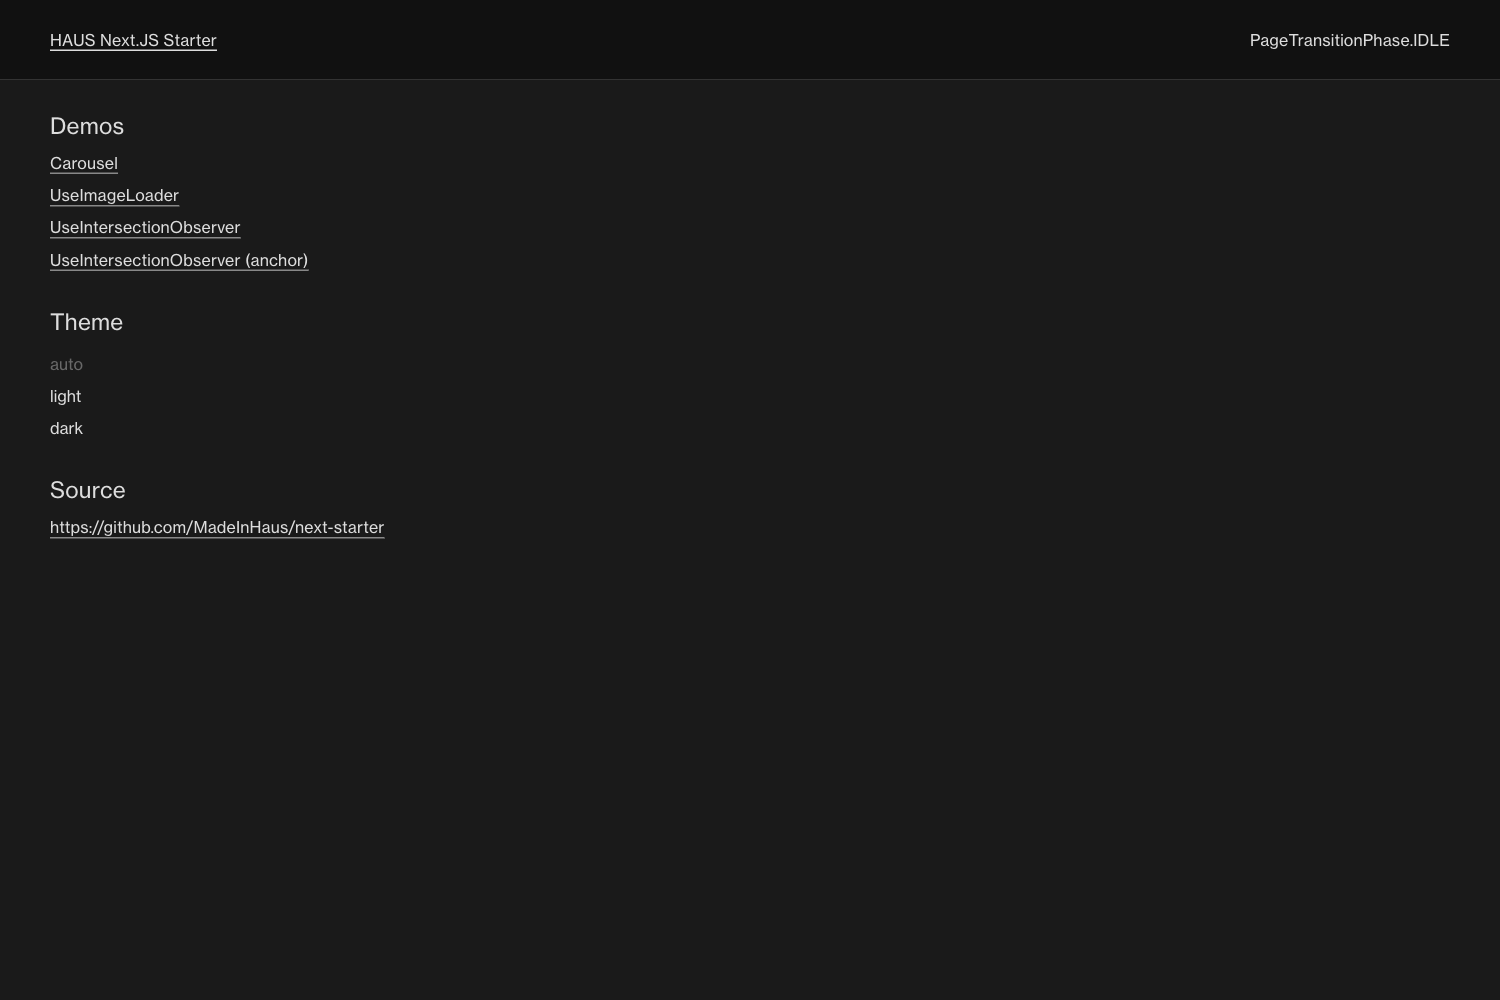 HAUS Next.JS Starter
PageTransitionPhase.IDLE
Demos
Carousel
UseImageLoader
UseIntersectionObserver
UseIntersectionObserver (anchor)
Theme
auto
light
dark
Source
https://github.com/MadeInHaus/next-starter